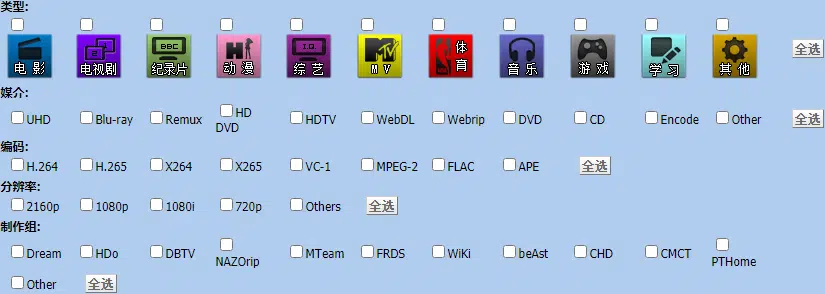 类型:
BBC I.Q. MTV
电影 电视剧 纪录片 动漫 综艺 MV 体育 音乐 游戏 学习 其他 全选
媒介:
UHD Blu-ray Remux HD DVD HDTV WebDL Webrip DVD CD Encode Other 全选
编码:
H.264 H.265 X264 X265 VC-1 MPEG-2 FLAC APE 全选
分辨率:
2160p 1080p 1080i 720p Others 全选
制作组:
Dream HDo DBTV NAZOrip MTeam FRDS WiKi beAst CHD CMCT PTHome
Other 全选